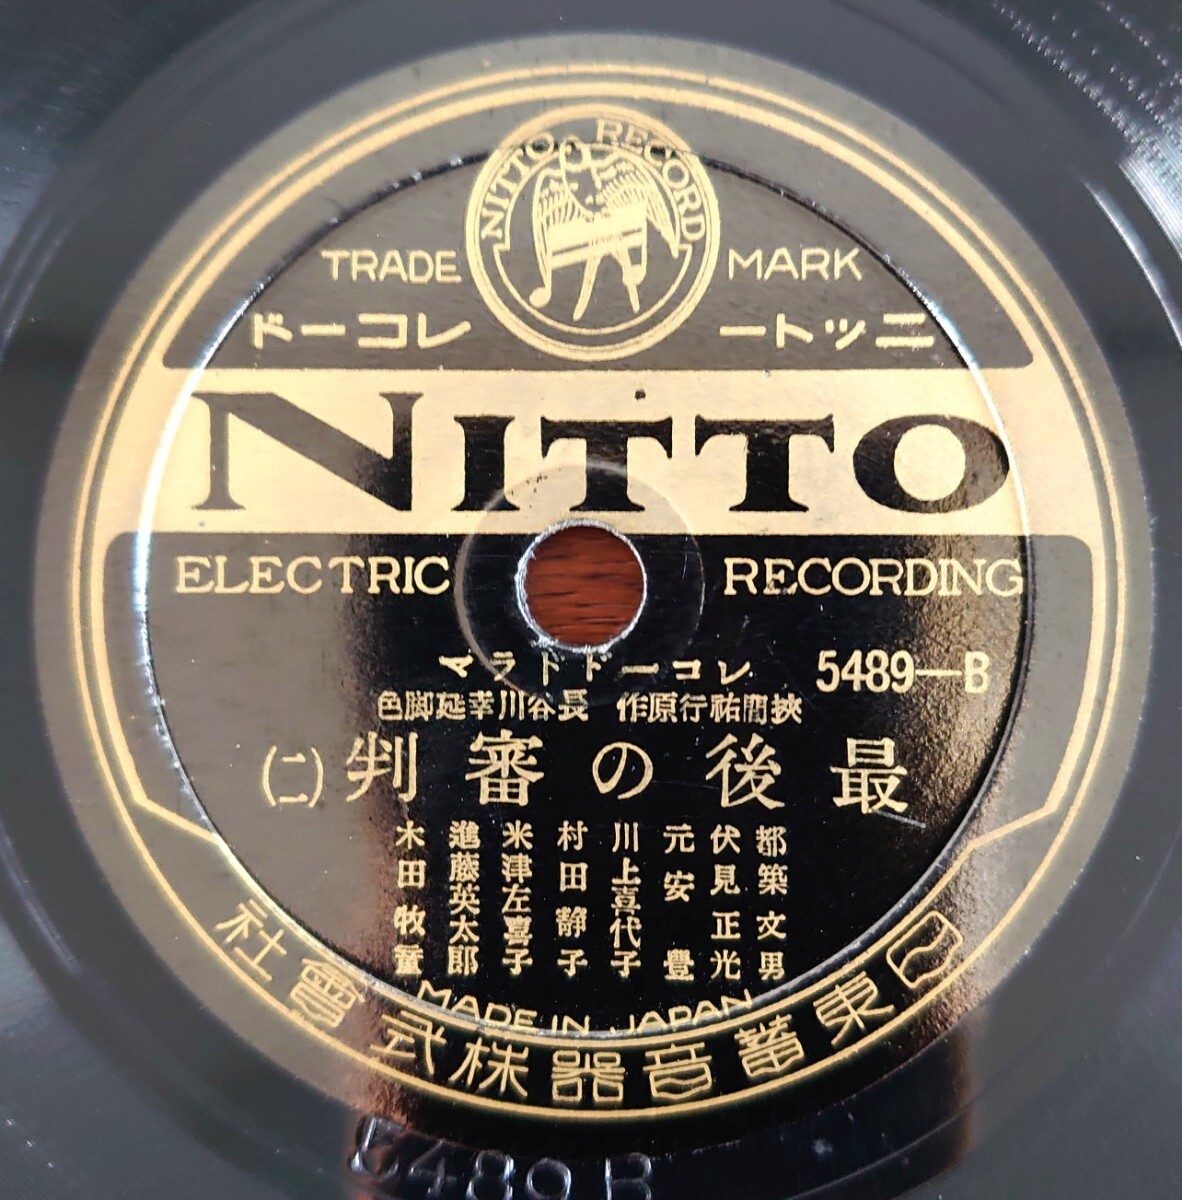 NITTO RECORD
TRADE MARK
ニットー レコード
NITTO
ELECTRIC RECORDING
5489-B
レコードドラマ
挾間祐行原作 長谷川幸延脚色
最後の審判 (二)
都築文男
伏見正光
元安豊
川上喜代子
村田静子
米津左喜子
進藤英太郎
木田牧童
MADE IN JAPAN
日東蓄音器株式會社
5489 B